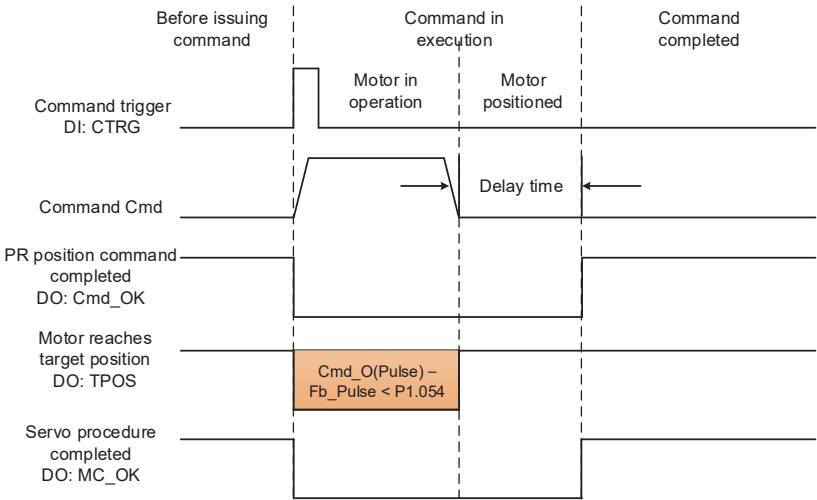 Before issuing
command
Command in
execution
Command
completed
Motor in
operation
Motor
positioned
Command trigger
DI: CTRG
Delay time
Command Cmd
PR position command
completed
DO: Cmd_OK
Motor reaches
target position
DO: TPOS
Cmd_O(Pulse) –
Fb_Pulse < P1.054
Servo procedure
completed
DO: MC_OK